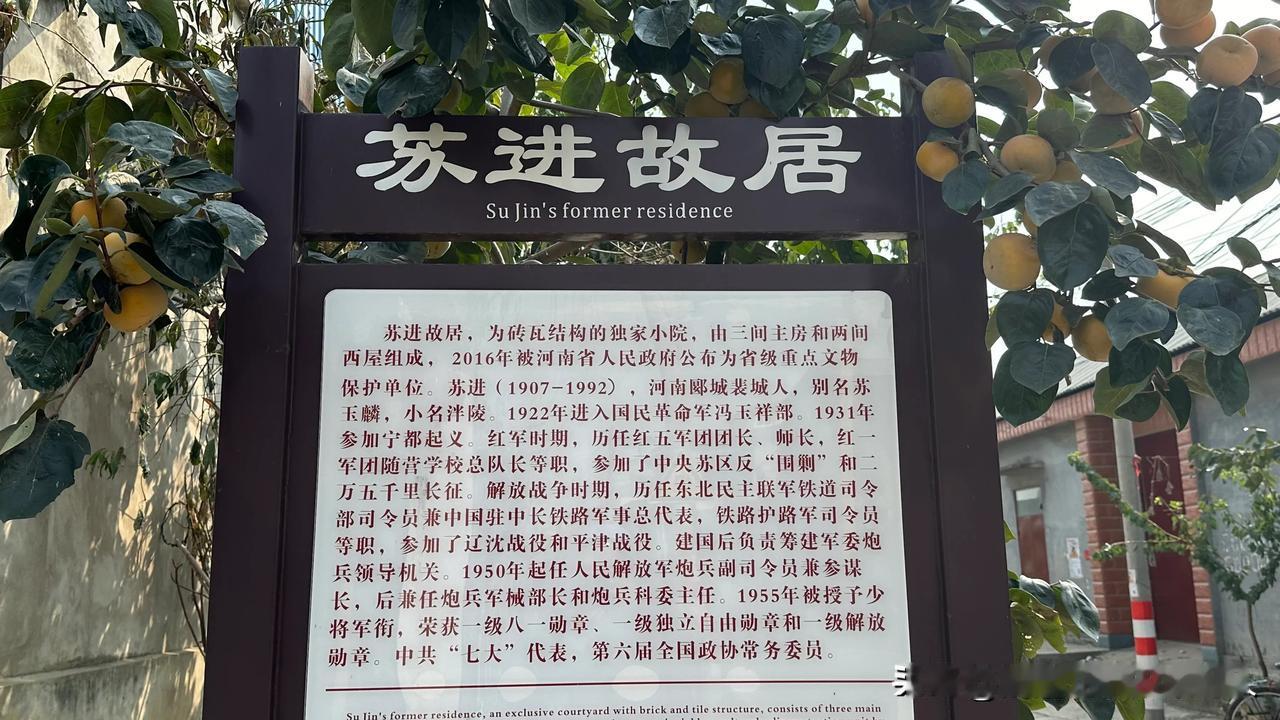 苏进故居
Su Jin's former residence
苏进故居，为砖瓦结构的独家小院，由三间主房和两间
西屋组成，2016年被河南省人民政府公布为省级重点文物
保护单位。苏进（1907-1992），河南郾城裴城人，别名苏
玉麟，小名泮陵。1922年进入国民革命军冯玉祥部。1931年
参加宁都起义。红军时期，历任红五军团团长、师长，红一
军团随营学校总队长等职，参加了中央苏区反“围剿”和二
万五千里长征。解放战争时期，历任东北民主联军铁道司令
部司令员兼中国驻中长铁路军事总代表，铁路护路军司令员
等职，参加了辽沈战役和平津战役。建国后负责筹建军委炮
兵领导机关。1950年起任人民解放军炮兵副司令员兼参谋
长，后兼任炮兵军械部长和炮兵科委主任。1955年被授予少
将军衔，荣获一级八一勋章、一级独立自由勋章和一级解放
勋章。中共“七大”代表，第六届全国政协常务委员。
Su Jin's former residence, an exclusive courtyard with brick and tile structure, consists of three main